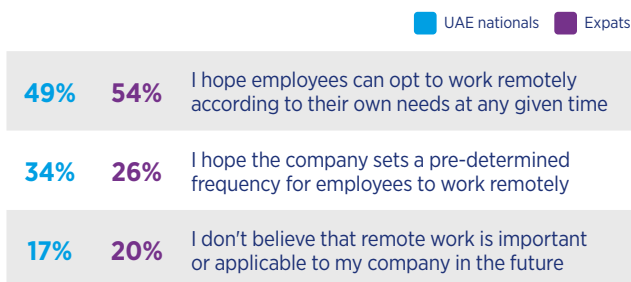 UAE nationals Expats
49% 54% I hope employees can opt to work remotely
according to their own needs at any given time
34% 26% I hope the company sets a pre-determined
frequency for employees to work remotely
17% 20% I don't believe that remote work is important
or applicable to my company in the future